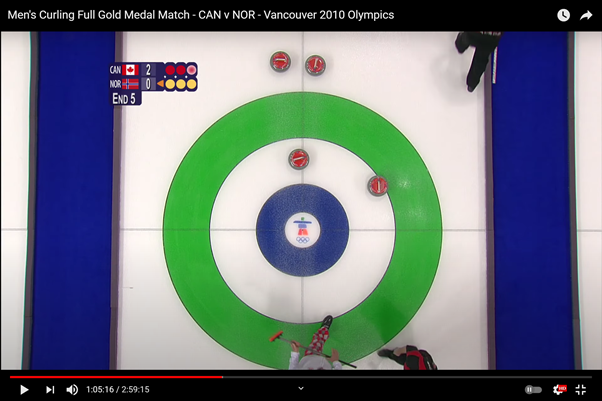 Men's Curling Full Gold Medal Match - CAN v NOR - Vancouver 2010 Olympics
CAN 2
NOR 0
END 5
1:05:16 / 2:59:15
HD